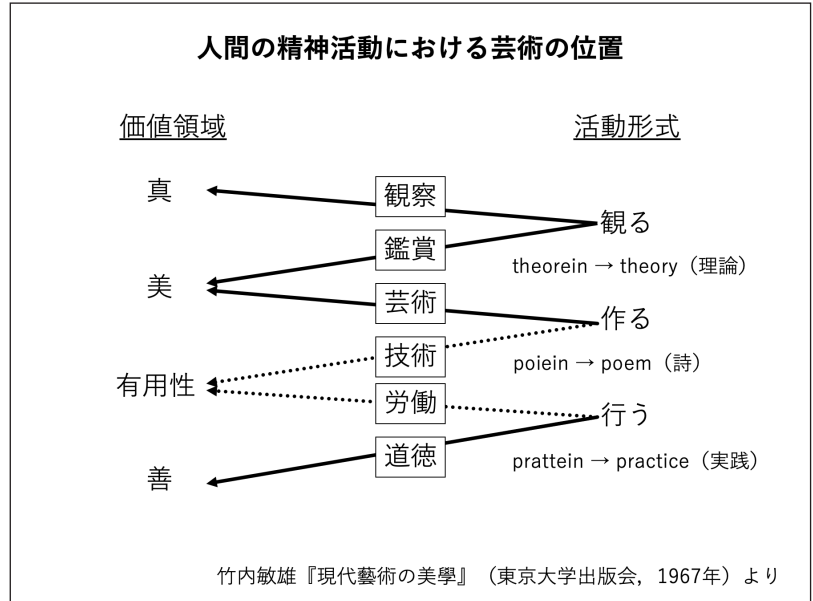 人間の精神活動における芸術の位置
価値領域
活動形式
真
観察
観る
鑑賞
theorein → theory（理論）
美
芸術
作る
技術
poiein → poem（詩）
有用性
労働
行う
道徳
prattein → practice（実践）
善
竹内敏雄『現代藝術の美學』（東京大学出版会，1967年）より